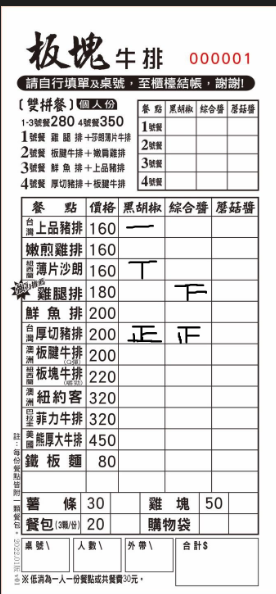 板塊牛排 000001
請自行填單及桌號，至櫃檯結帳，謝謝!
〔雙拼餐〕個人份
1-3號餐280 4號餐350
1號餐 雞腿排+莎朗薄片牛排
2號餐 板腱牛排+嫩肩雞排
3號餐 鮮魚排+上品豬排
4號餐 厚切豬排+板腱牛排
餐點 黑胡椒 綜合醬 蘑菇醬
1號餐
2號餐
3號餐
4號餐
餐點 價格 黑胡椒 綜合醬 蘑菇醬
台灣 上品豬排 160 一
嫩煎雞排 160
紐西蘭 薄片沙朗 160 丅
雞腿排 180 下
鮮魚排 200
台灣 厚切豬排 200 正 正
澳洲 板腱牛排 200
紐西蘭 板塊牛排 220
澳洲 紐約客 320
巴拉圭 菲力牛排 320
美國 熊厚大牛排 450
鐵板麵 80
薯條 30 雞塊 50
餐包(3顆/份) 20 購物袋
桌號\ 人數\ 外帶\ 合計$
※低消為一人一份餐點或共餐費30元。
註：每份餐點皆附一顆餐包。